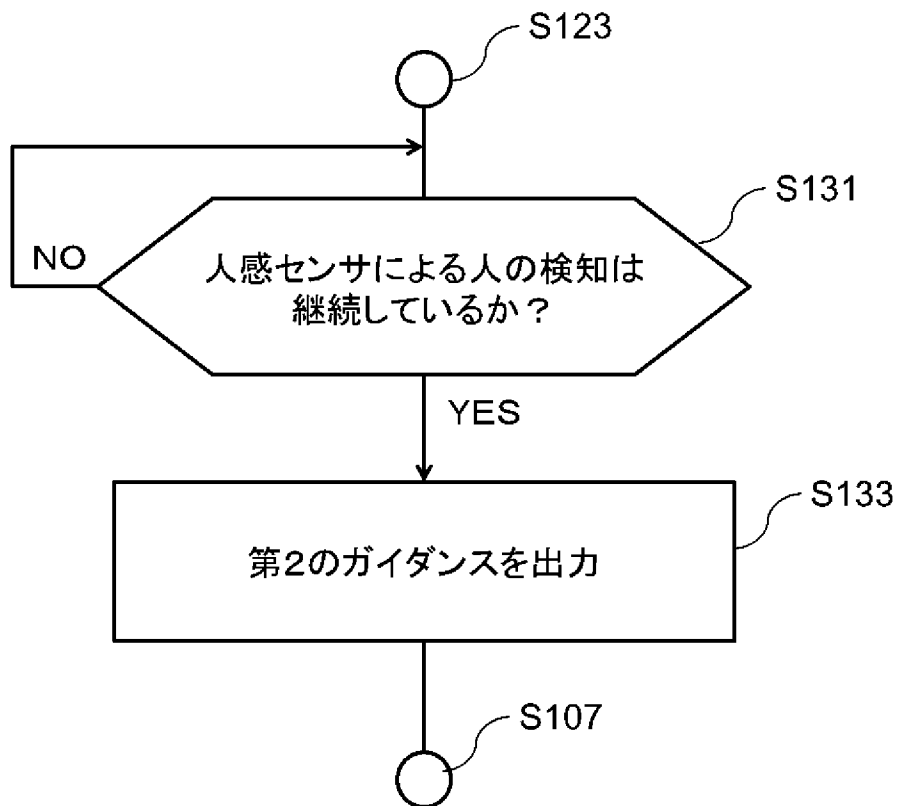 S123
S131
NO
人感センサによる人の検知は
継続しているか？
YES
S133
第２のガイダンスを出力
S107